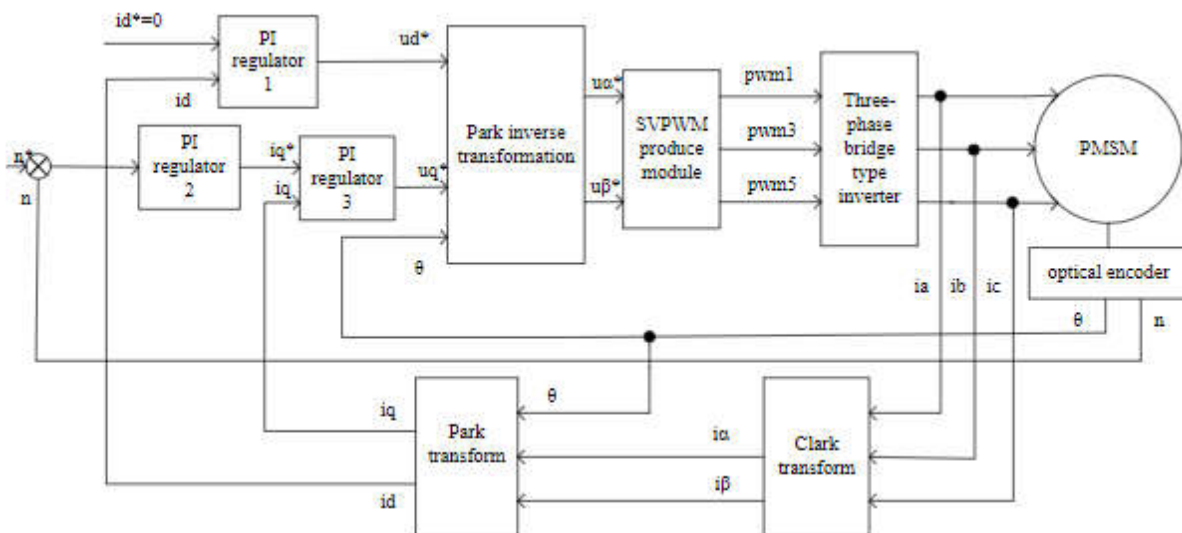 id*=0
PI
regulator
1
ud*
id
n*
n
PI
regulator
2
iq*
iq
PI
regulator
3
uq*
Park inverse
transformation
θ
uα*
uβ*
SVPWM
produce
module
pwm1
pwm3
pwm5
Three-
phase
bridge
type
inverter
PMSM
optical encoder
ia
ib
ic
θ
n
θ
iq
id
Park
transform
iα
iβ
Clark
transform